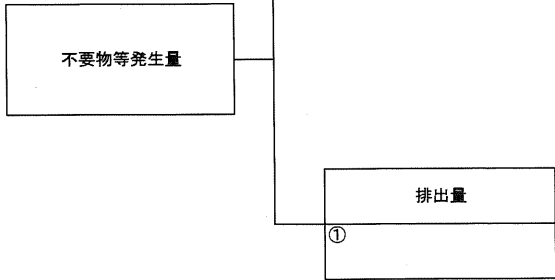 不要物等発生量
排出量
①